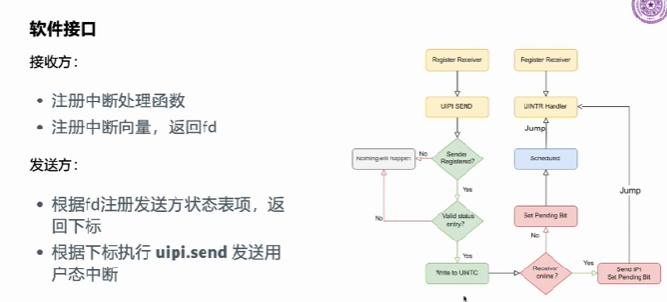 软件接口
接收方：
• 注册中断处理函数
• 注册中断向量，返回fd
发送方：
• 根据fd注册发送方状态表项，返
回下标
• 根据下标执行 uipi.send 发送用
户态中断
Register Receiver
UIPI SEND
Sender
Registered?
No
Nothing will happen
Yes
Valid status
entry?
No
Yes
Write to UINTC
Register Receiver
UINTR Handler
Jump
Scheduled
Set Pending Bit
No
Receiver
online?
Yes
Send IPI
Set Pending Bit
Jump